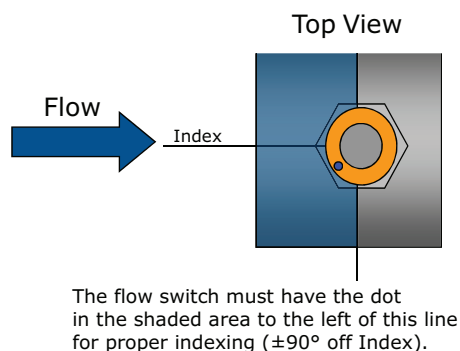 Top View
Flow
Index
The flow switch must have the dot
in the shaded area to the left of this line
for proper indexing (±90° off Index).